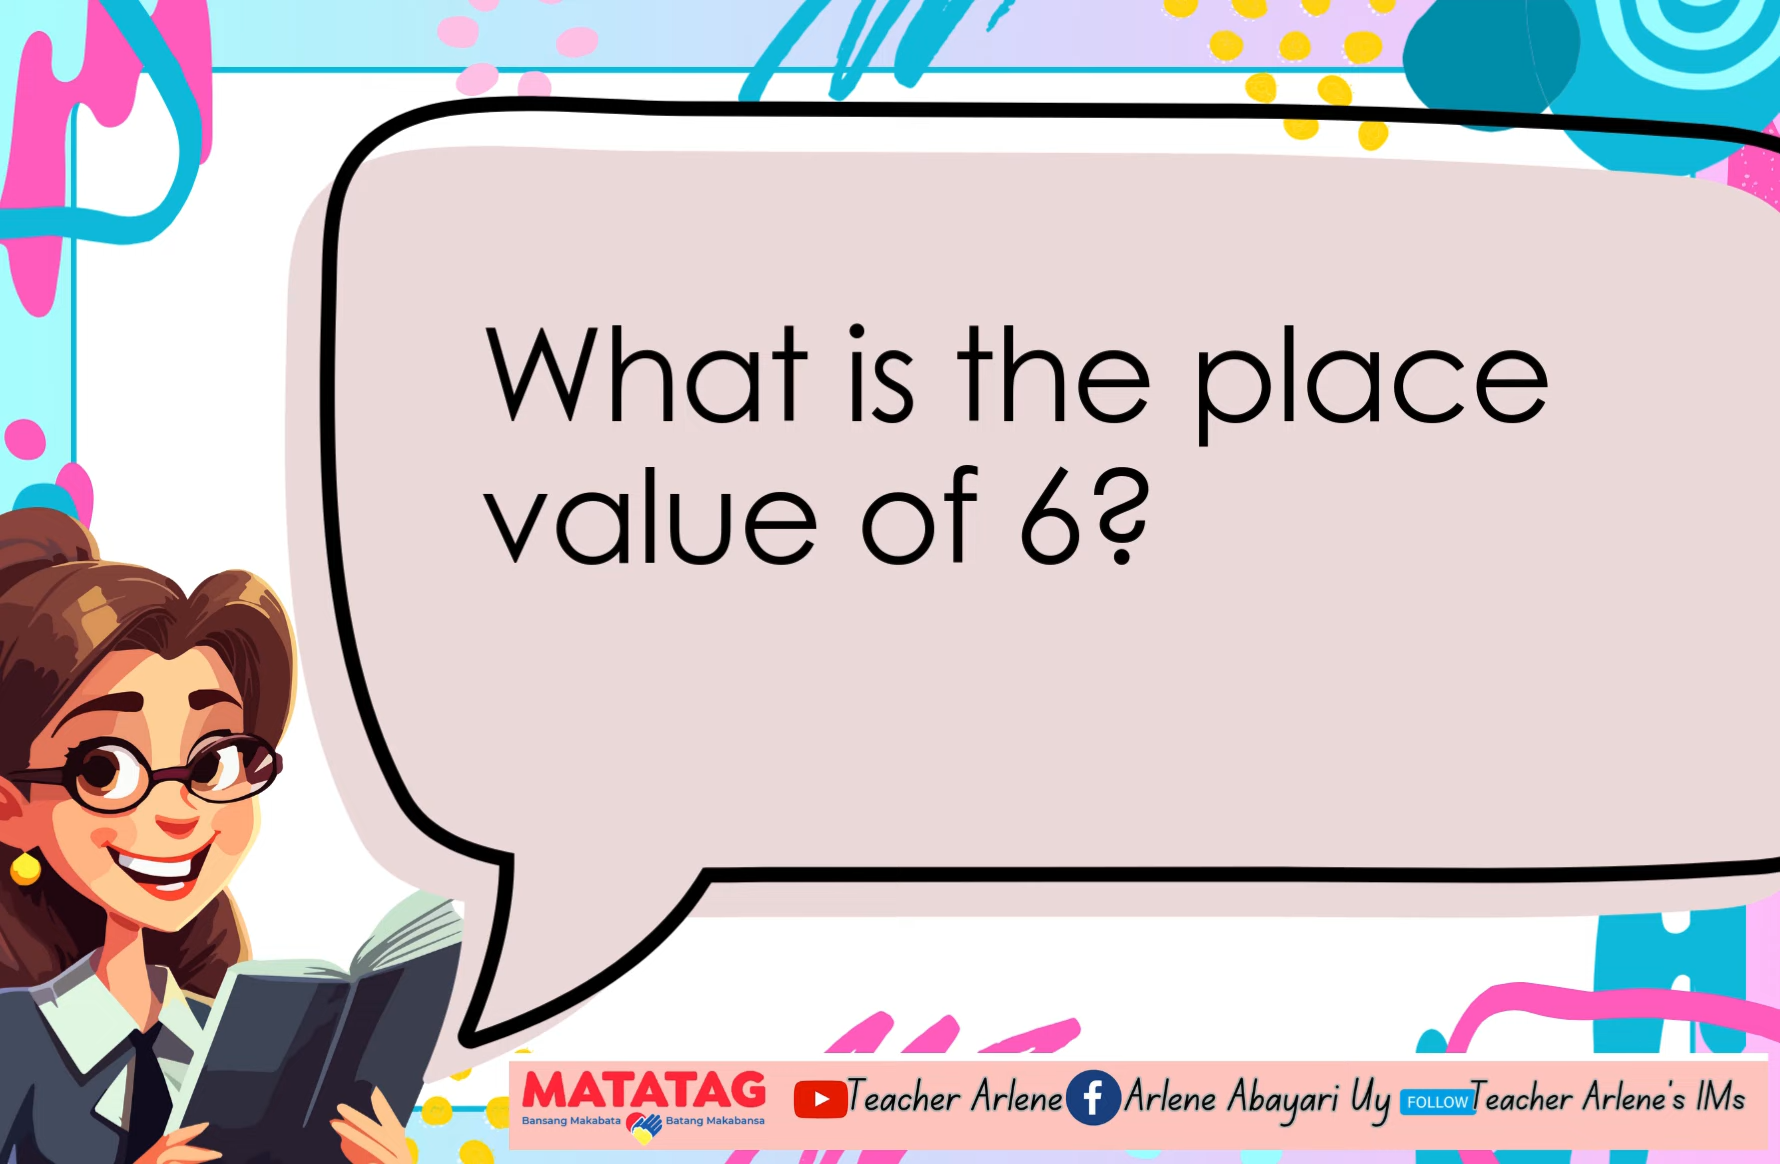 What is the place
value of 6?
MATATAG
Bansang Makabata Batang Makabansa
Teacher Arlene
Arlene Abayari Uy
FOLLOW
Teacher Arlene's IMs